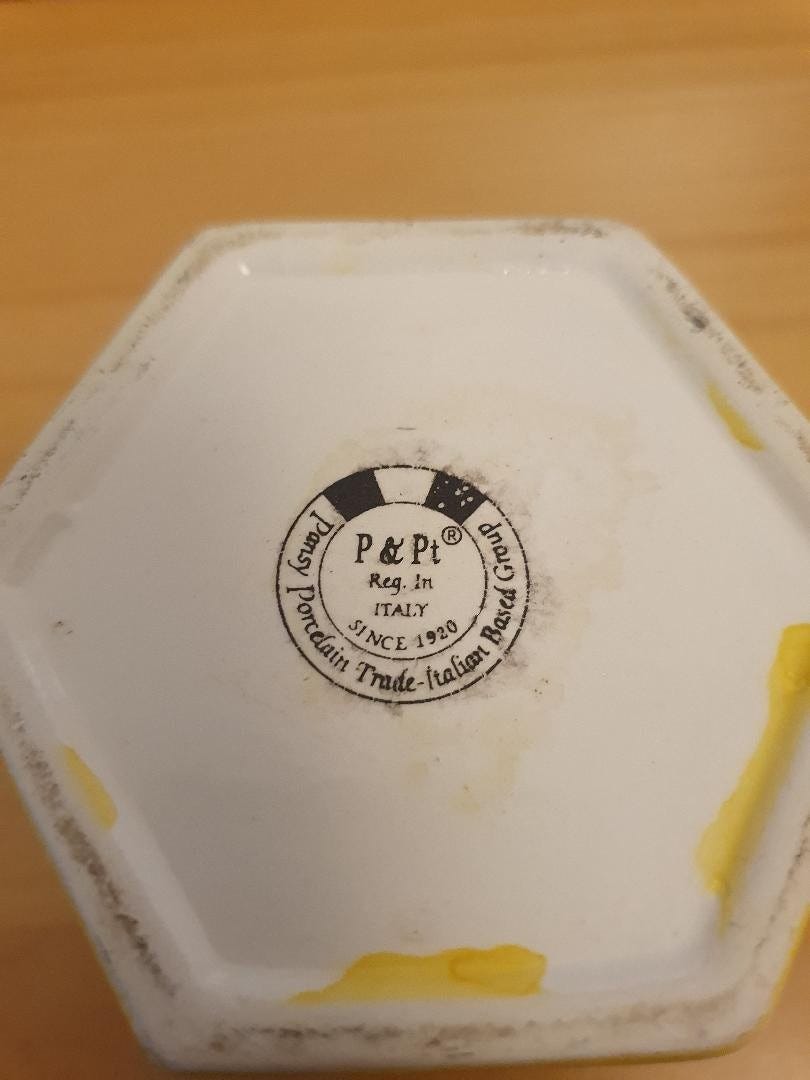 P & Pt®
Reg. In
ITALY
SINCE 1920
Pansy Porcelain Trade-Italian Based Group